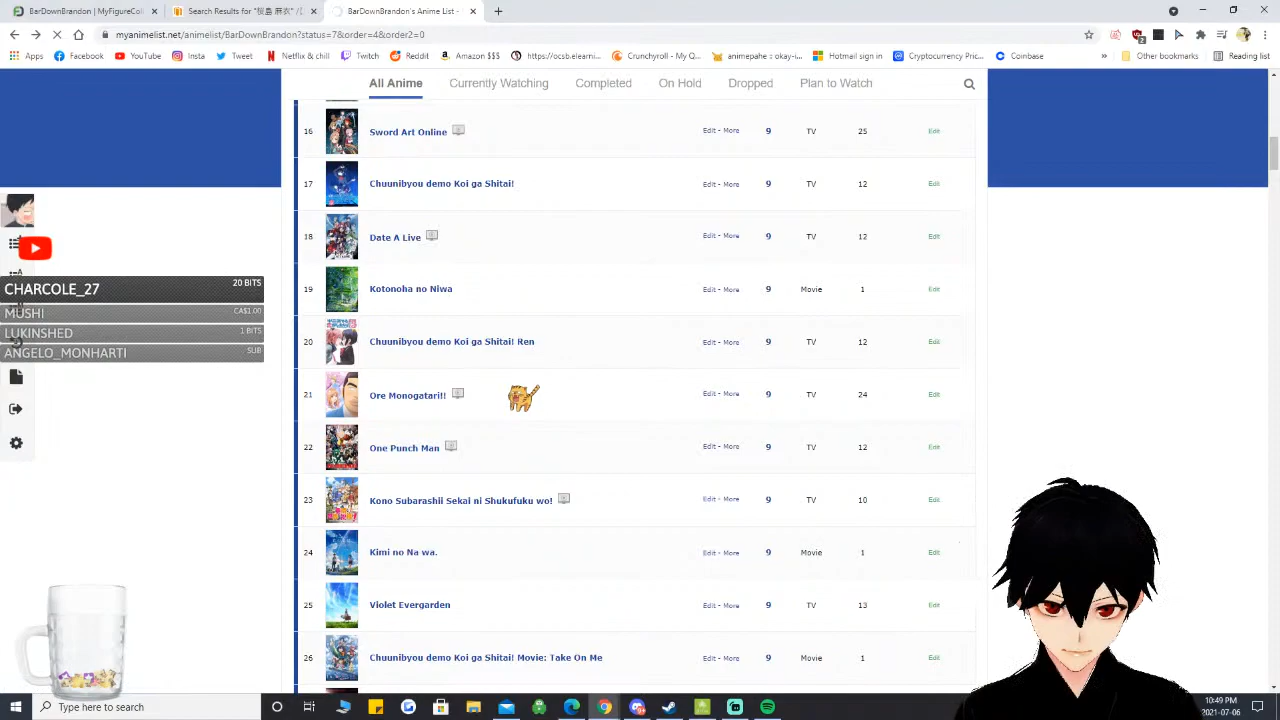 BarDownBrandon | MyFigureColl
Search Results for "桜島麻衣" (
BarDownBrandon's Anime List -
myanimelist.net/animelist/BarDownBrandon?status=7&order=4&order2=0
Apps Facebook YouTube Insta Tweet Netflix & chill Twitch Reddit Amazon https://ocsb.elearn... Crunchyroll - My Q... animepahe :: okay-i... Hotmail sign in Cryptocurrency Pric... Coinbase » Other bookmarks Reading list
All Anime Currently Watching Completed On Hold Dropped Plan to Watch
16 Sword Art Online Edit - More 9 TV 25 Edit
17 Chuunibyou demo Koi ga Shitai! Edit - More 9 TV 12 Edit
18 Date A Live Edit - More 9 TV 12 Edit
19 Kotonoha no Niwa Edit - More 9 Movie 1 Edit
20 Chuunibyou demo Koi ga Shitai! Ren Edit - More 9 TV 12 Edit
21 Ore Monogatari!! Edit - More 9 TV 24 Edit
22 One Punch Man Edit - More 9 TV 12 Edit
23 Kono Subarashii Sekai ni Shukufuku wo! Edit - More 9 TV 10 Edit
24 Kimi no Na wa. Edit - More 9 Movie 1 Edit
25 Violet Evergarden Edit - More 9 TV 13 Edit
26 Chuunibyou demo Koi ga Shitai! Movie: Take On Me Edit - More 9 Movie Edit
CHARCOLE_27 20 BITS
MUSHI CA$1.00
LUKINSHED 1 BITS
ANGELO_MONHARTI SUB
Type here to search
10:49 PM
2021-07-06